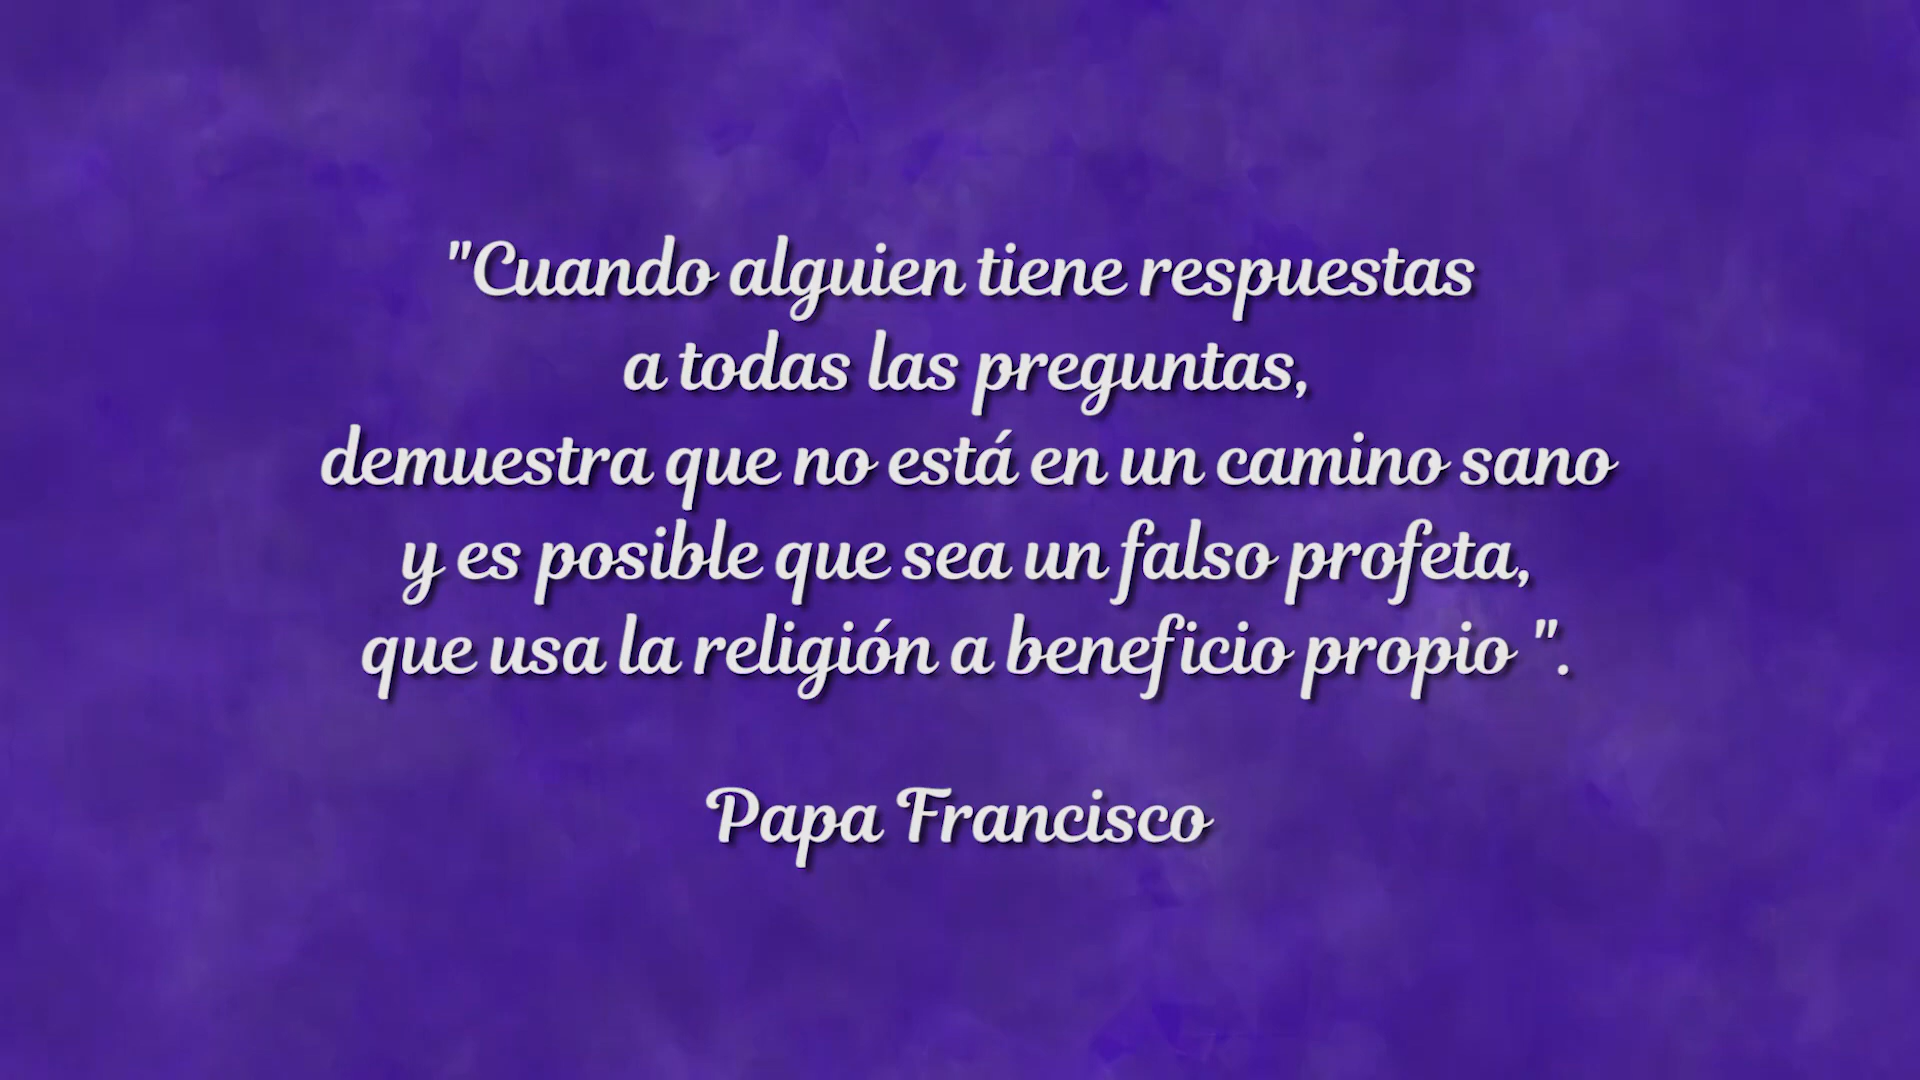 "Cuando alguien tiene respuestas
a todas las preguntas,
demuestra que no está en un camino sano
y es posible que sea un falso profeta,
que usa la religión a beneficio propio ".
Papa Francisco